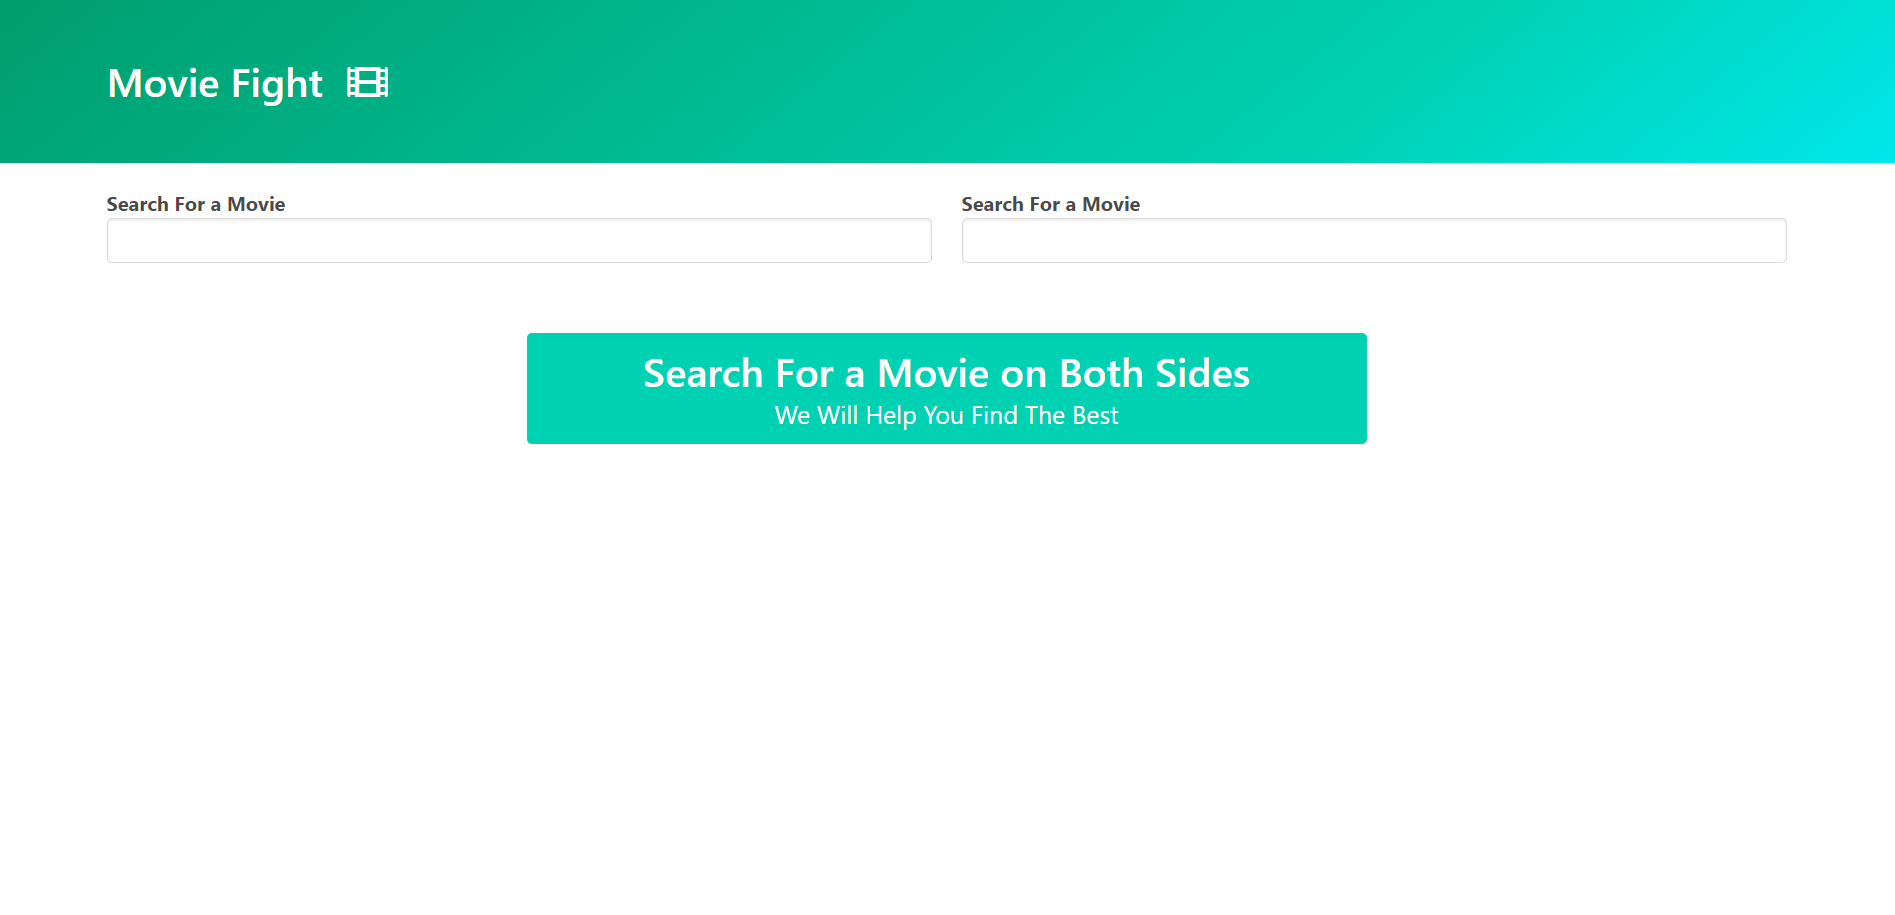 Movie Fight
Search For a Movie
Search For a Movie
Search For a Movie on Both Sides
We Will Help You Find The Best